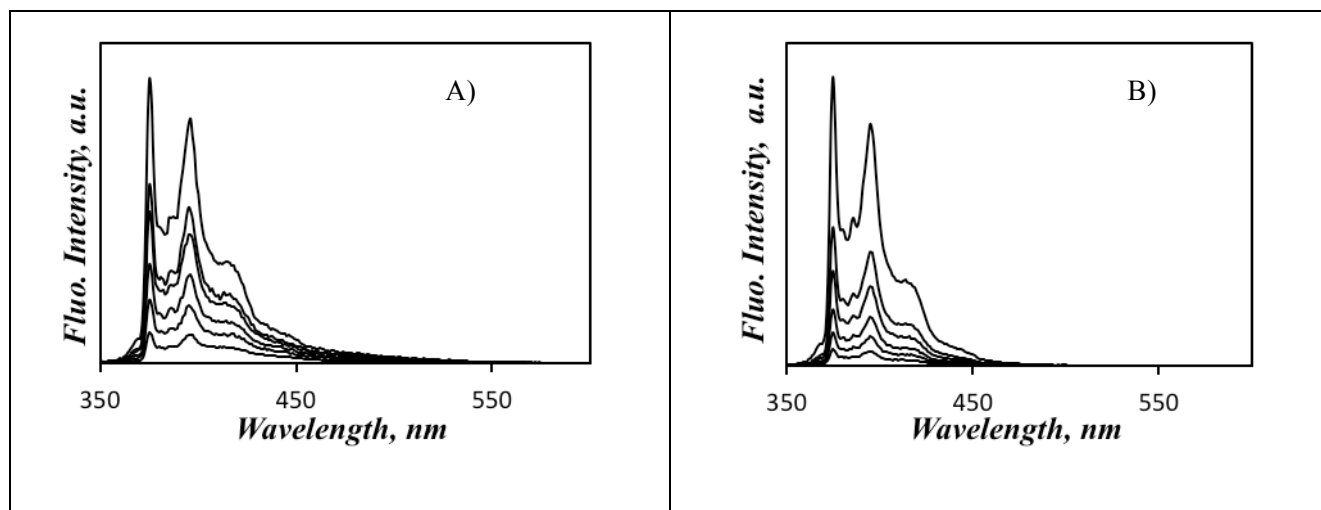 A)
Fluo. Intensity, a.u.
350
450
550
Wavelength, nm
B)
Fluo. Intensity, a.u.
350
450
550
Wavelength, nm